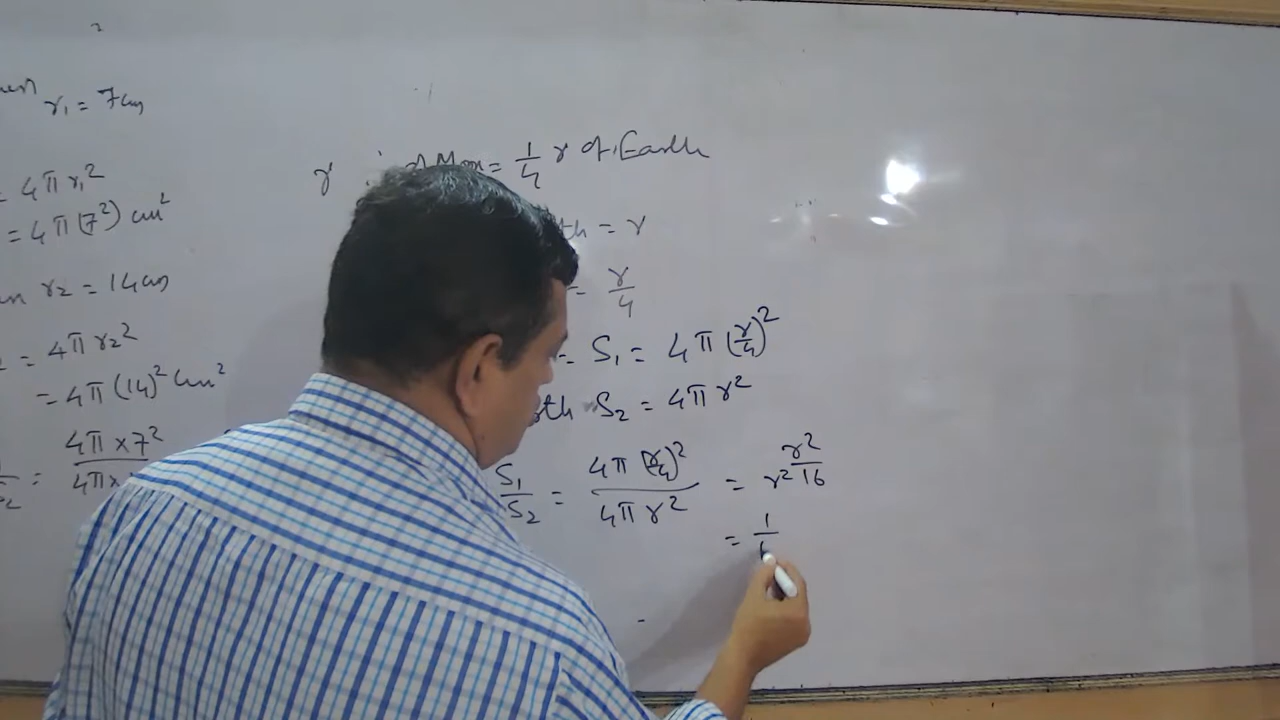 r₁ = 7cm
= 4π r₁²
= 4π (7²) cm²
r₂ = 14cm
= 4π r₂²
= 4π (14)² cm²
= 4π × 7²
4π ×
r = 1/4 r of Earth
= r
= r/4
= S₁ = 4π (r/4)²
S₂ = 4π r²
S₁/S₂ = 4π (r/4)² / 4π r² = r² / r² 16
= 1